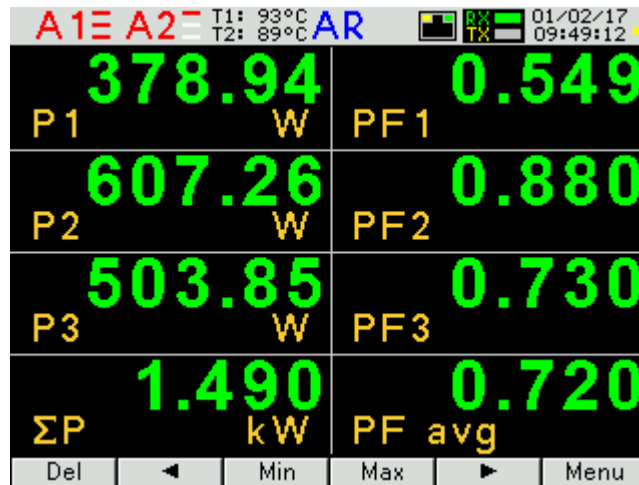 A1 A2 T1: 93°C T2: 89°C AR RX TX 01/02/17 09:49:12
378.94 0.549
P1 W PF1
607.26 0.880
P2 W PF2
503.85 0.730
P3 W PF3
1.490 0.720
ΣP kW PF avg
Del ◄ Min Max ► Menu